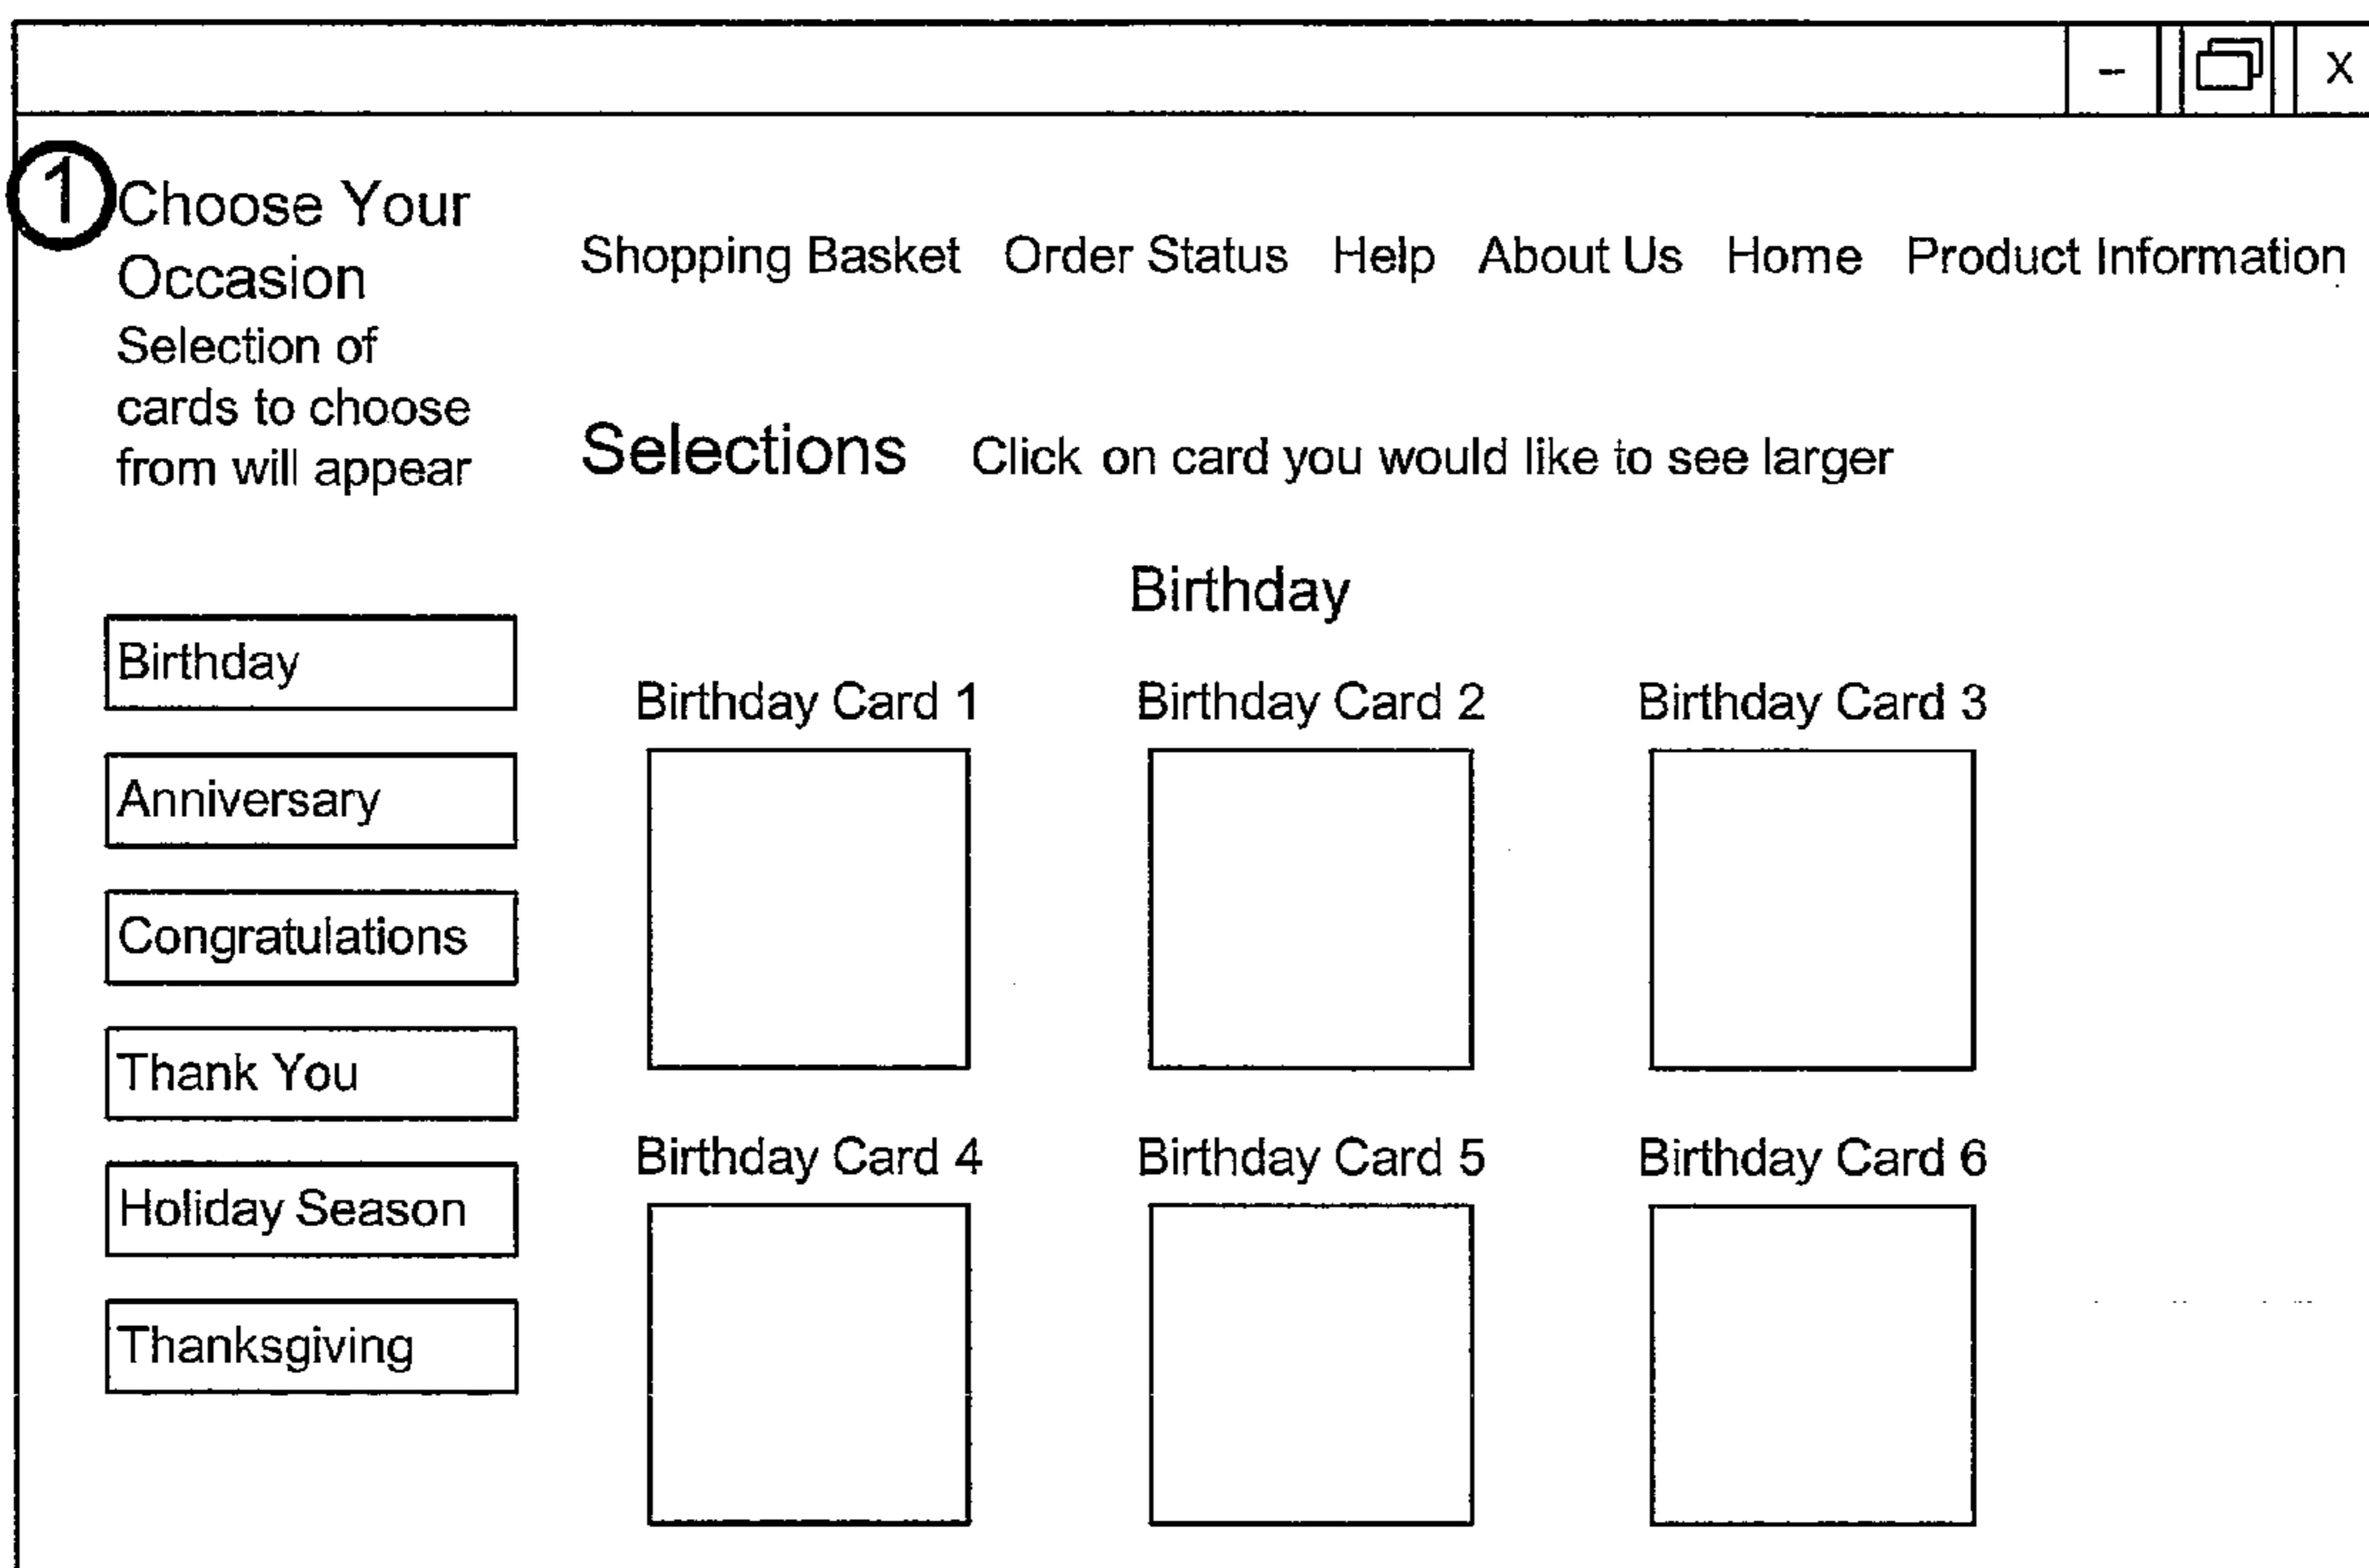 – X
1 Choose Your
Occasion
Selection of
cards to choose
from will appear
Shopping Basket Order Status Help About Us Home Product Information
Selections Click on card you would like to see larger
Birthday
Anniversary
Congratulations
Thank You
Holiday Season
Thanksgiving
Birthday
Birthday Card 1 Birthday Card 2 Birthday Card 3
Birthday Card 4 Birthday Card 5 Birthday Card 6